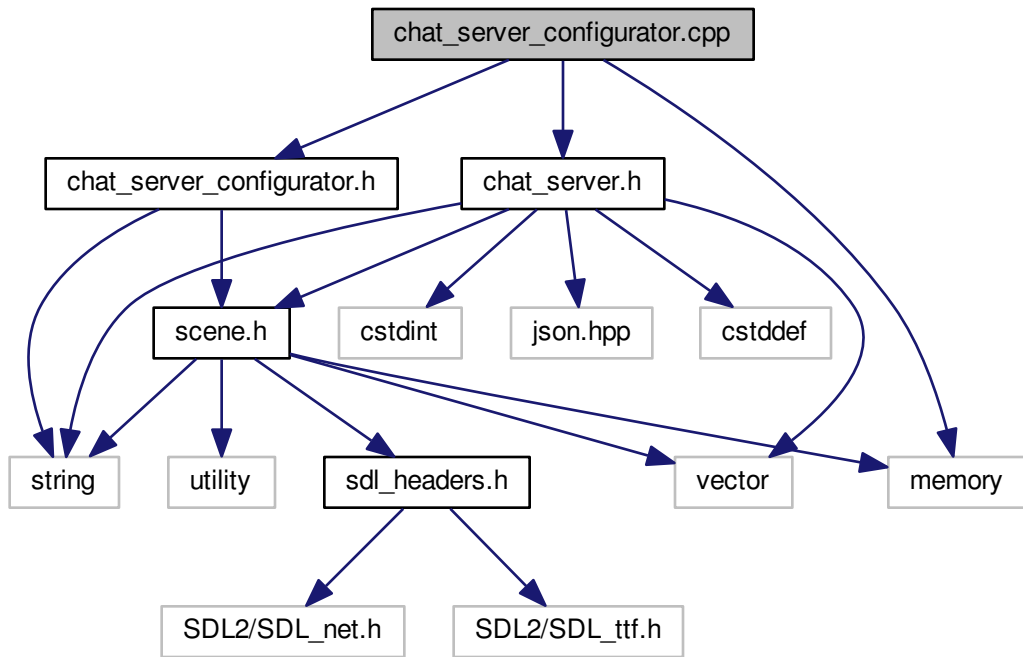 chat_server_configurator.cpp
chat_server_configurator.h
chat_server.h
scene.h
cstdint
json.hpp
cstddef
string
utility
sdl_headers.h
vector
memory
SDL2/SDL_net.h
SDL2/SDL_ttf.h